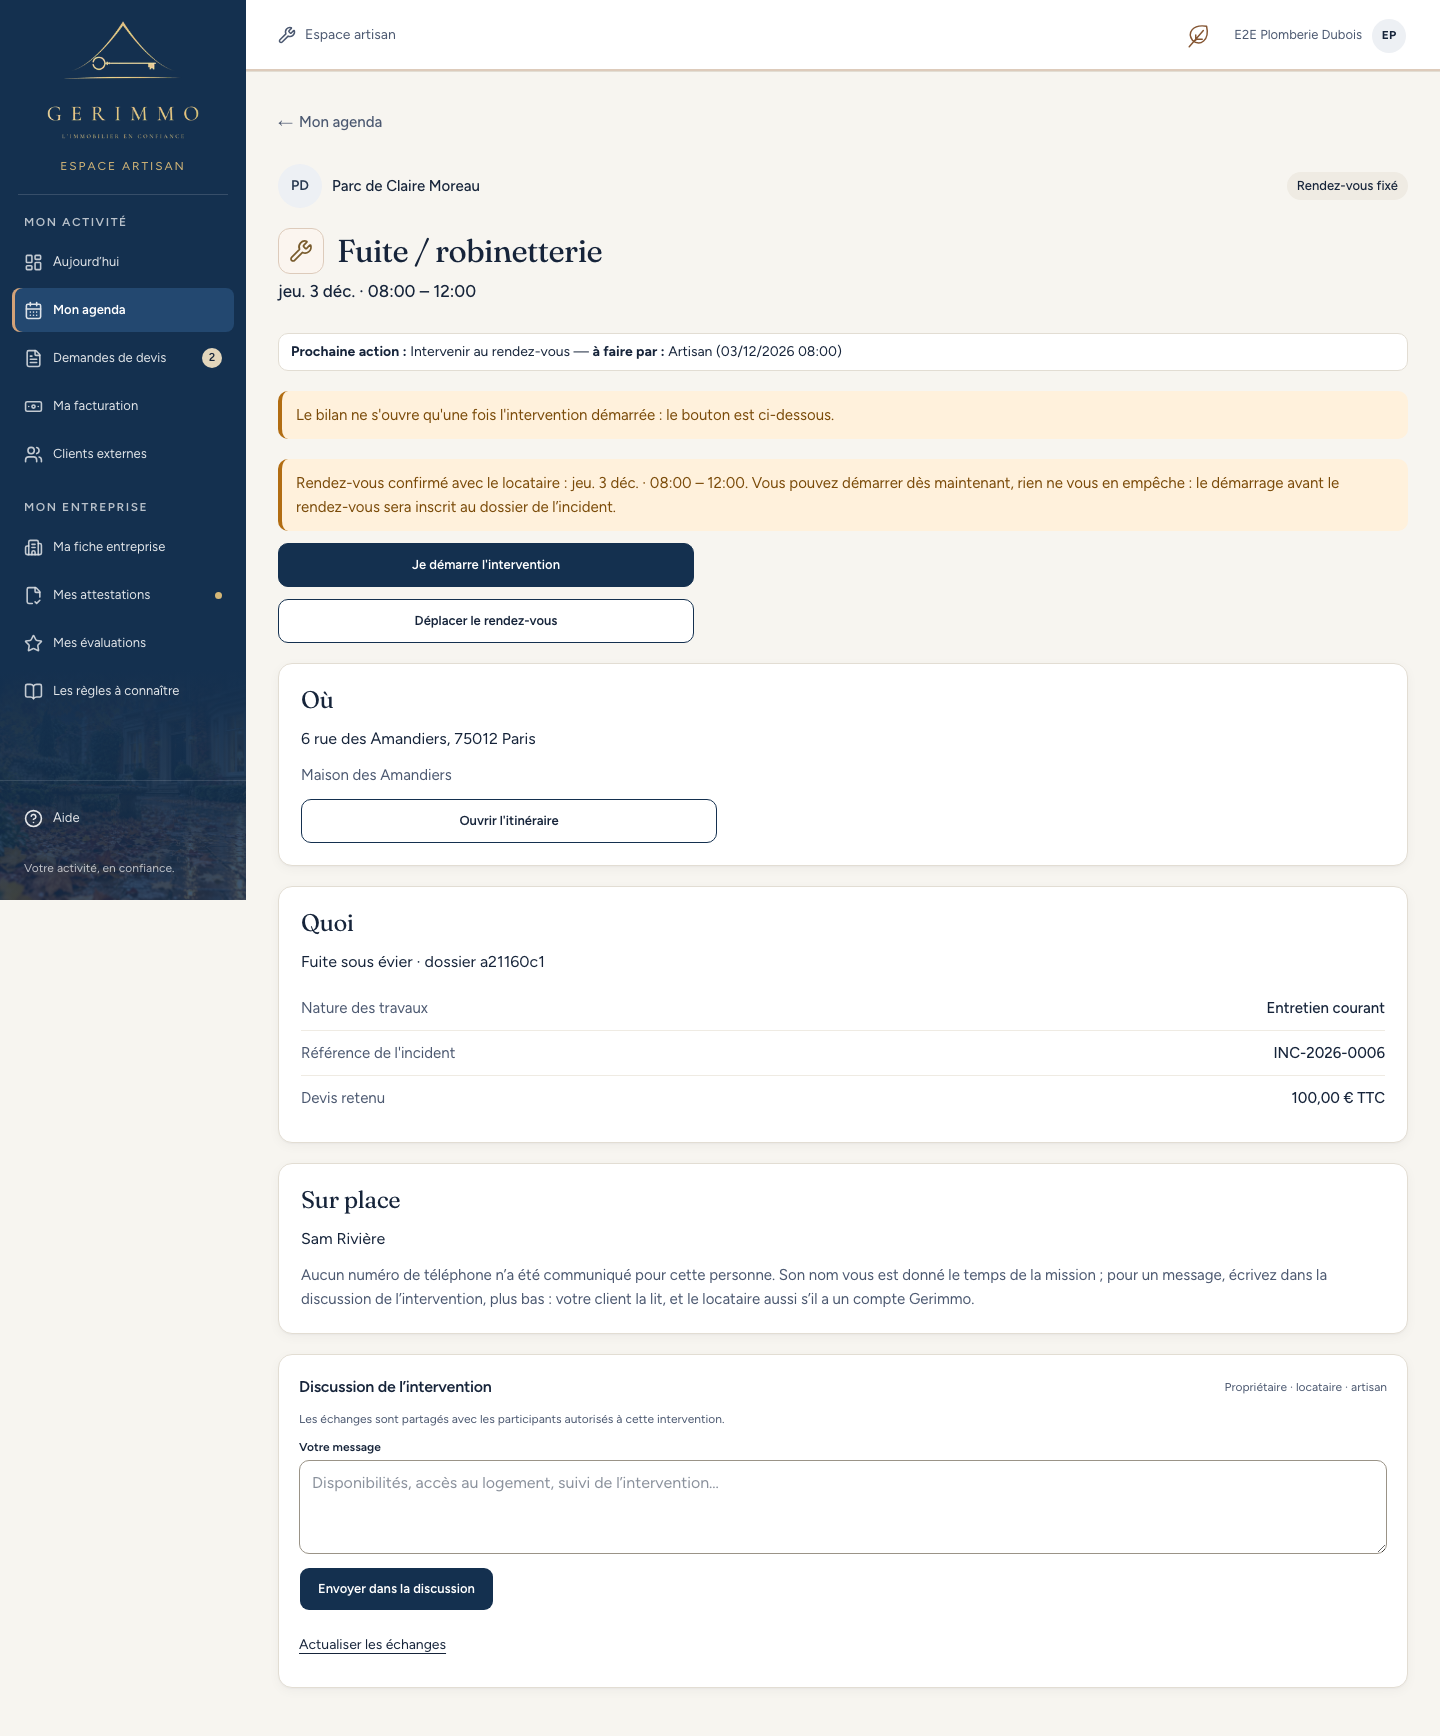 GERIMMO
L'IMMOBILIER EN CONFIANCE
ESPACE ARTISAN
MON ACTIVITÉ
Aujourd’hui
Mon agenda
Demandes de devis
2
Ma facturation
Clients externes
MON ENTREPRISE
Ma fiche entreprise
Mes attestations
Mes évaluations
Les règles à connaître
Aide
Votre activité, en confiance.
Espace artisan
E2E Plomberie Dubois
EP
← Mon agenda
PD
Parc de Claire Moreau
Rendez-vous fixé
Fuite / robinetterie
jeu. 3 déc. · 08:00 – 12:00
Prochaine action : Intervenir au rendez-vous — à faire par : Artisan (03/12/2026 08:00)
Le bilan ne s'ouvre qu'une fois l'intervention démarrée : le bouton est ci-dessous.
Rendez-vous confirmé avec le locataire : jeu. 3 déc. · 08:00 – 12:00. Vous pouvez démarrer dès maintenant, rien ne vous en empêche : le démarrage avant le
rendez-vous sera inscrit au dossier de l’incident.
Je démarre l'intervention
Déplacer le rendez-vous
Où
6 rue des Amandiers, 75012 Paris
Maison des Amandiers
Ouvrir l'itinéraire
Quoi
Fuite sous évier · dossier a21160c1
Nature des travaux
Entretien courant
Référence de l'incident
INC-2026-0006
Devis retenu
100,00 € TTC
Sur place
Sam Rivière
Aucun numéro de téléphone n’a été communiqué pour cette personne. Son nom vous est donné le temps de la mission ; pour un message, écrivez dans la
discussion de l’intervention, plus bas : votre client la lit, et le locataire aussi s’il a un compte Gerimmo.
Discussion de l’intervention
Propriétaire · locataire · artisan
Les échanges sont partagés avec les participants autorisés à cette intervention.
Votre message
Disponibilités, accès au logement, suivi de l’intervention…
Envoyer dans la discussion
Actualiser les échanges